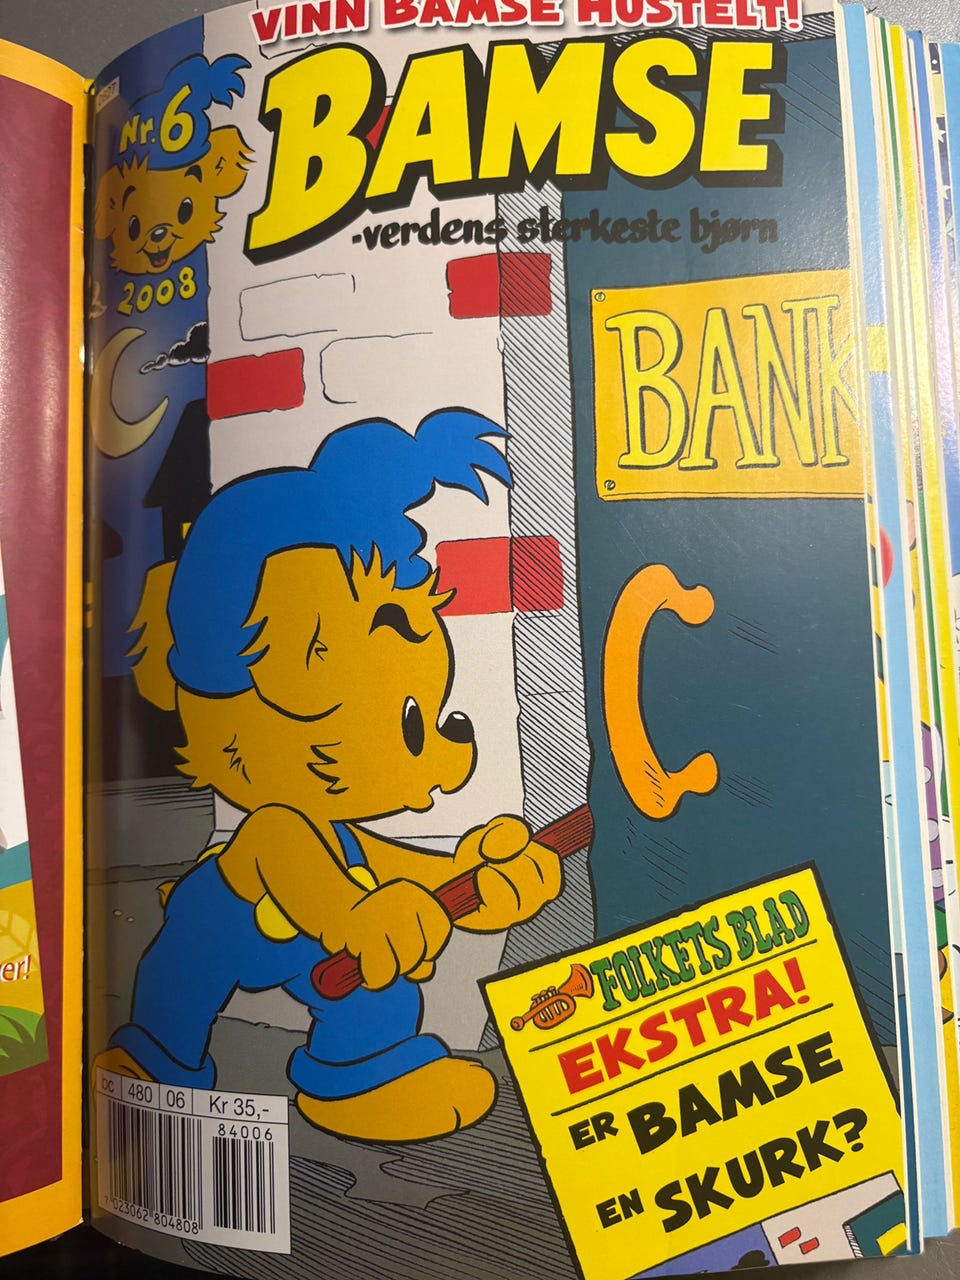 VINN BAMSE HUSTELT!
Nr. 6
BAMSE
-verdens sterkeste bjørn
2008
BANK
FOLKETS BLAD
EKSTRA!
ER BAMSE
EN SKURK?
bc 480 06 Kr 35,-
84006
7 023062 804808
er!